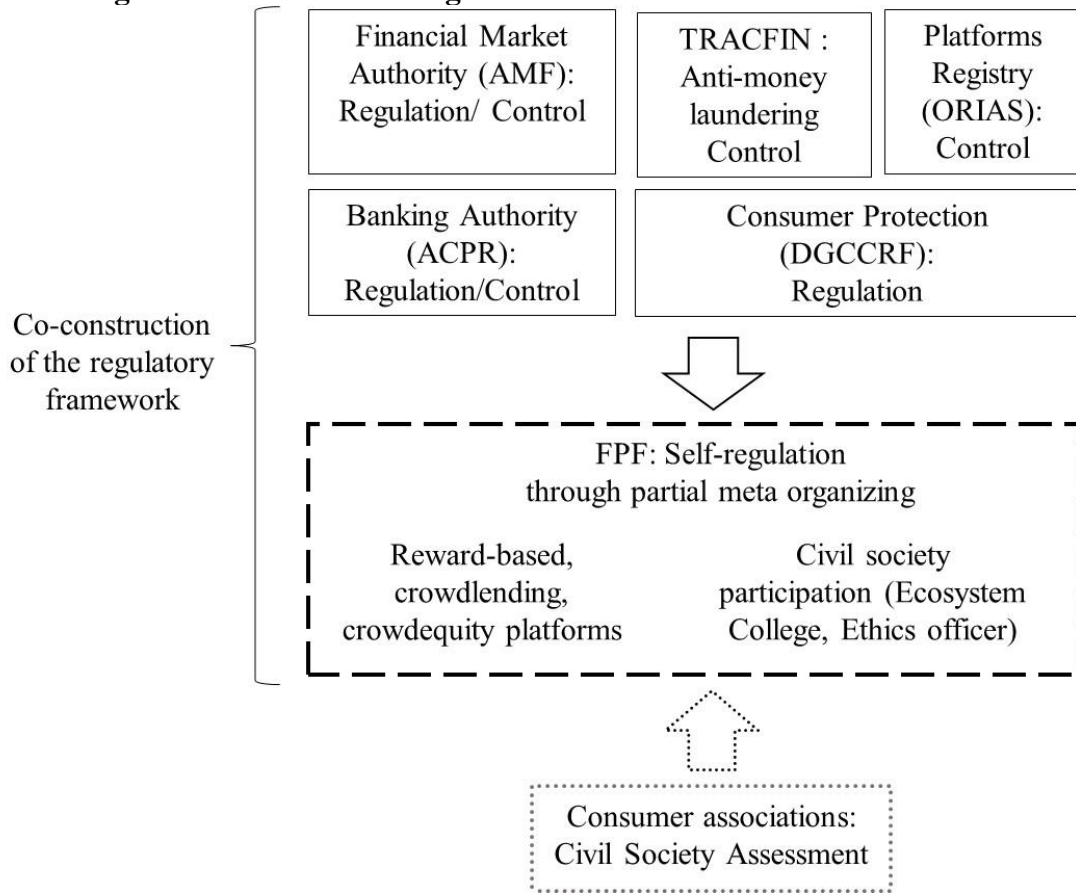 Financial Market
Authority (AMF):
Regulation/ Control
TRACFIN :
Anti-money
laundering
Control
Platforms
Registry
(ORIAS):
Control
Banking Authority
(ACPR):
Regulation/Control
Consumer Protection
(DGCCRF):
Regulation
Co-construction
of the regulatory
framework
FPF: Self-regulation
through partial meta organizing
Reward-based,
crowdlending,
crowdequity platforms
Civil society
participation (Ecosystem
College, Ethics officer)
Consumer associations:
Civil Society Assessment